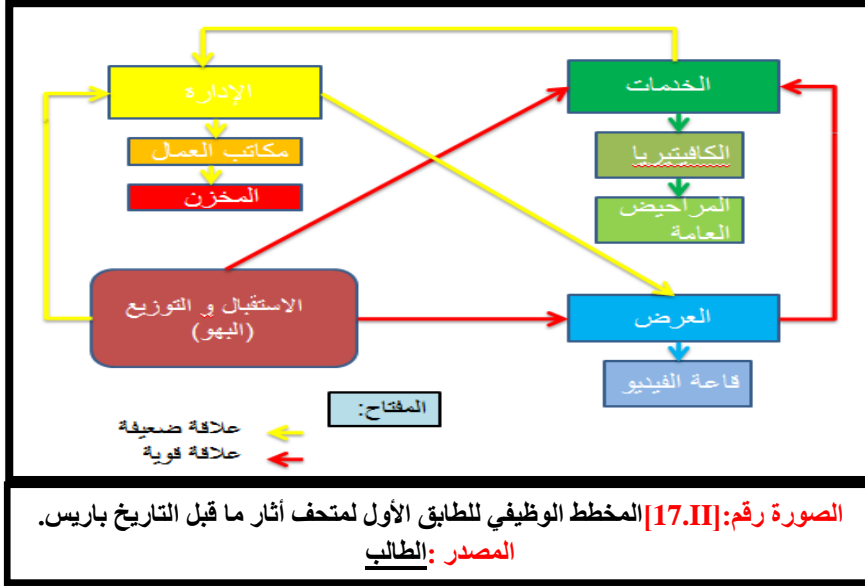 الخدمات
الإدارة
الكافيتيريا
مكاتب العمال
المخزن
المراحيض
العامة
الاستقبال و التوزيع
(البهو)
العرض
قاعة الفيديو
المفتاح:
علاقة ضعيفة
علاقة قوية
الصورة رقم:[17.II]المخطط الوظيفي للطابق الأول لمتحف أثار ما قبل التاريخ باريس.
المصدر :الطالب